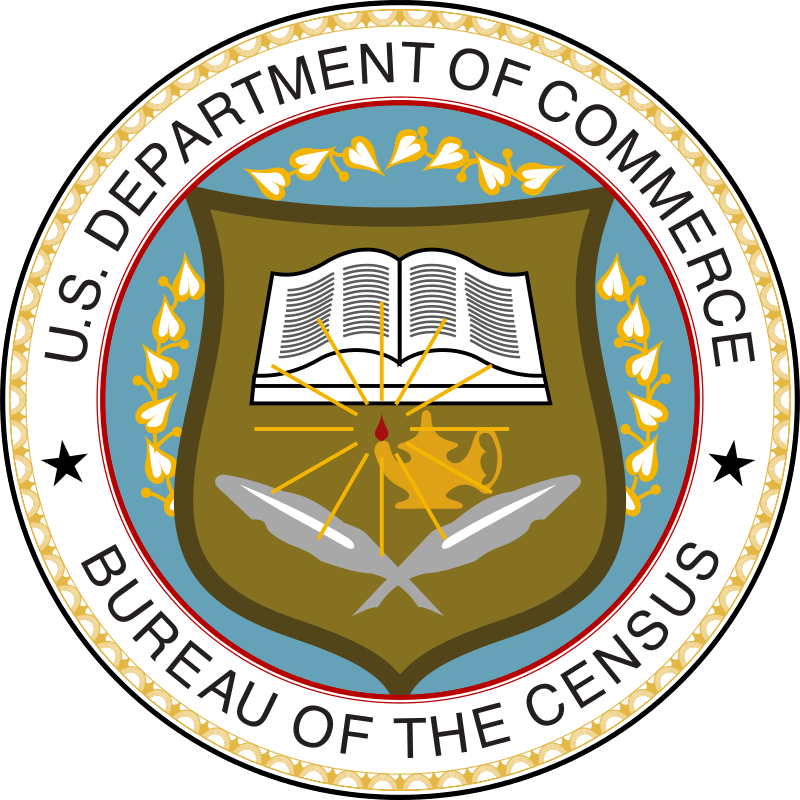 U.S. DEPARTMENT OF COMMERCE
BUREAU OF THE CENSUS